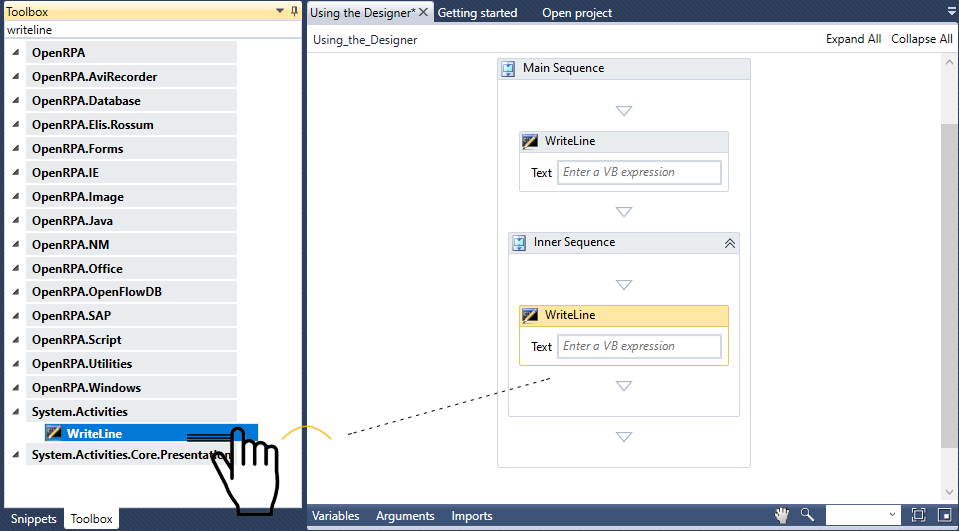 Toolbox
writeline
OpenRPA
OpenRPA.AviRecorder
OpenRPA.Database
OpenRPA.Elis.Rossum
OpenRPA.Forms
OpenRPA.IE
OpenRPA.Image
OpenRPA.Java
OpenRPA.NM
OpenRPA.Office
OpenRPA.OpenFlowDB
OpenRPA.SAP
OpenRPA.Script
OpenRPA.Utilities
OpenRPA.Windows
System.Activities
WriteLine
System.Activities.Core.Presentation
Snippets Toolbox
Using the Designer* Getting started Open project
Using_the_Designer Expand All Collapse All
Main Sequence
WriteLine
Text Enter a VB expression
Inner Sequence
WriteLine
Text Enter a VB expression
Variables Arguments Imports